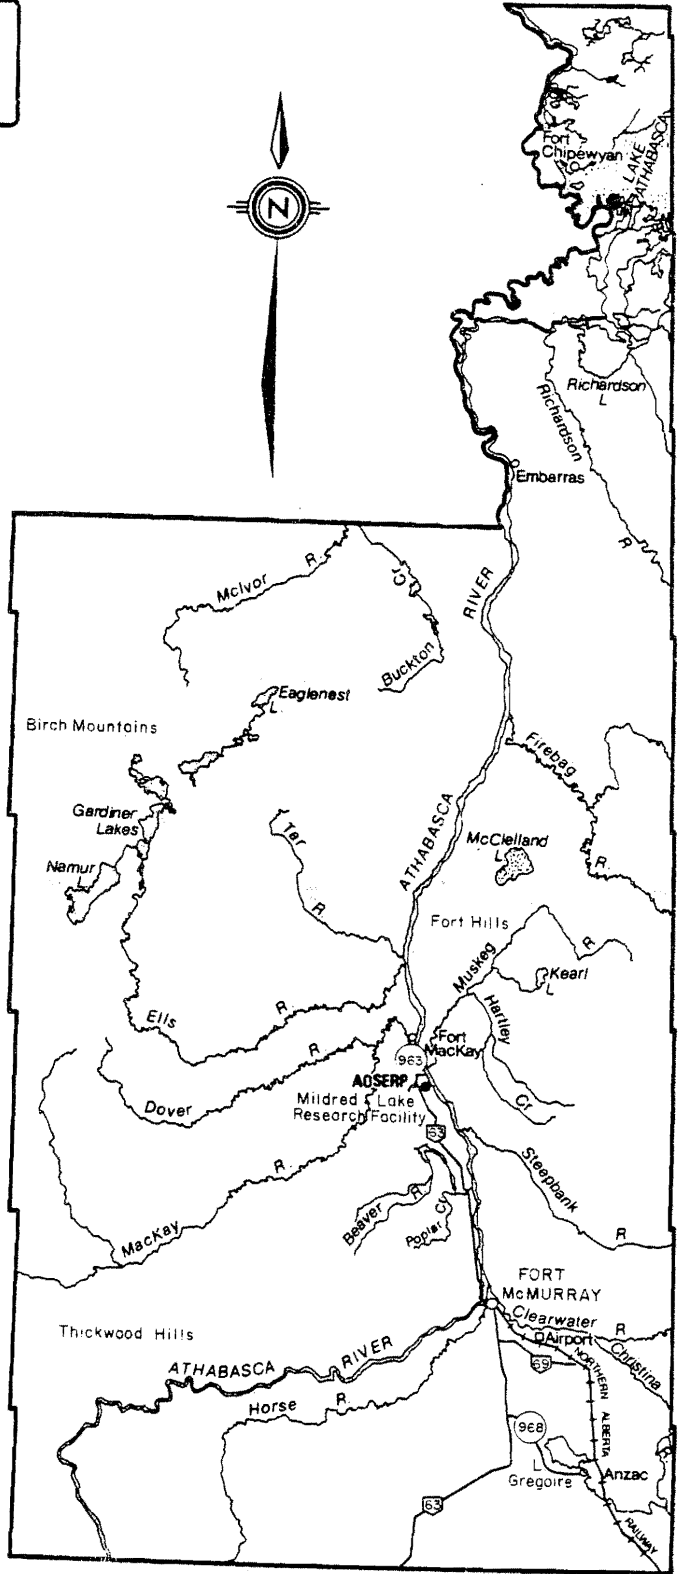 N
Fort
Chipewyan
LAKE
ATHABASCA
Richardson
L
Richardson
R
Embarras
McIvor R.
Cr
Buckton
RIVER
Eaglenest
L.
Birch Mountains
Firebag
R.
Gardiner
Lakes
Namur
L
Tar
R.
ATHABASCA
McClelland
L
Fort Hills
Muskeg
R
Kearl
L
Hartley
Cr
Ells R.
Fort
MacKay
963
AOSERP
Mildred Lake
Research Facility
Dover R.
63
MacKay R.
Beaver R
Poplar Cr
Steepbank
R
FORT
McMURRAY
Clearwater R
Airport
Christina
69
NORTHERN ALBERTA RAILWAY
Thickwood Hills
ATHABASCA RIVER
Horse R.
968
L
Gregoire
Anzac
63